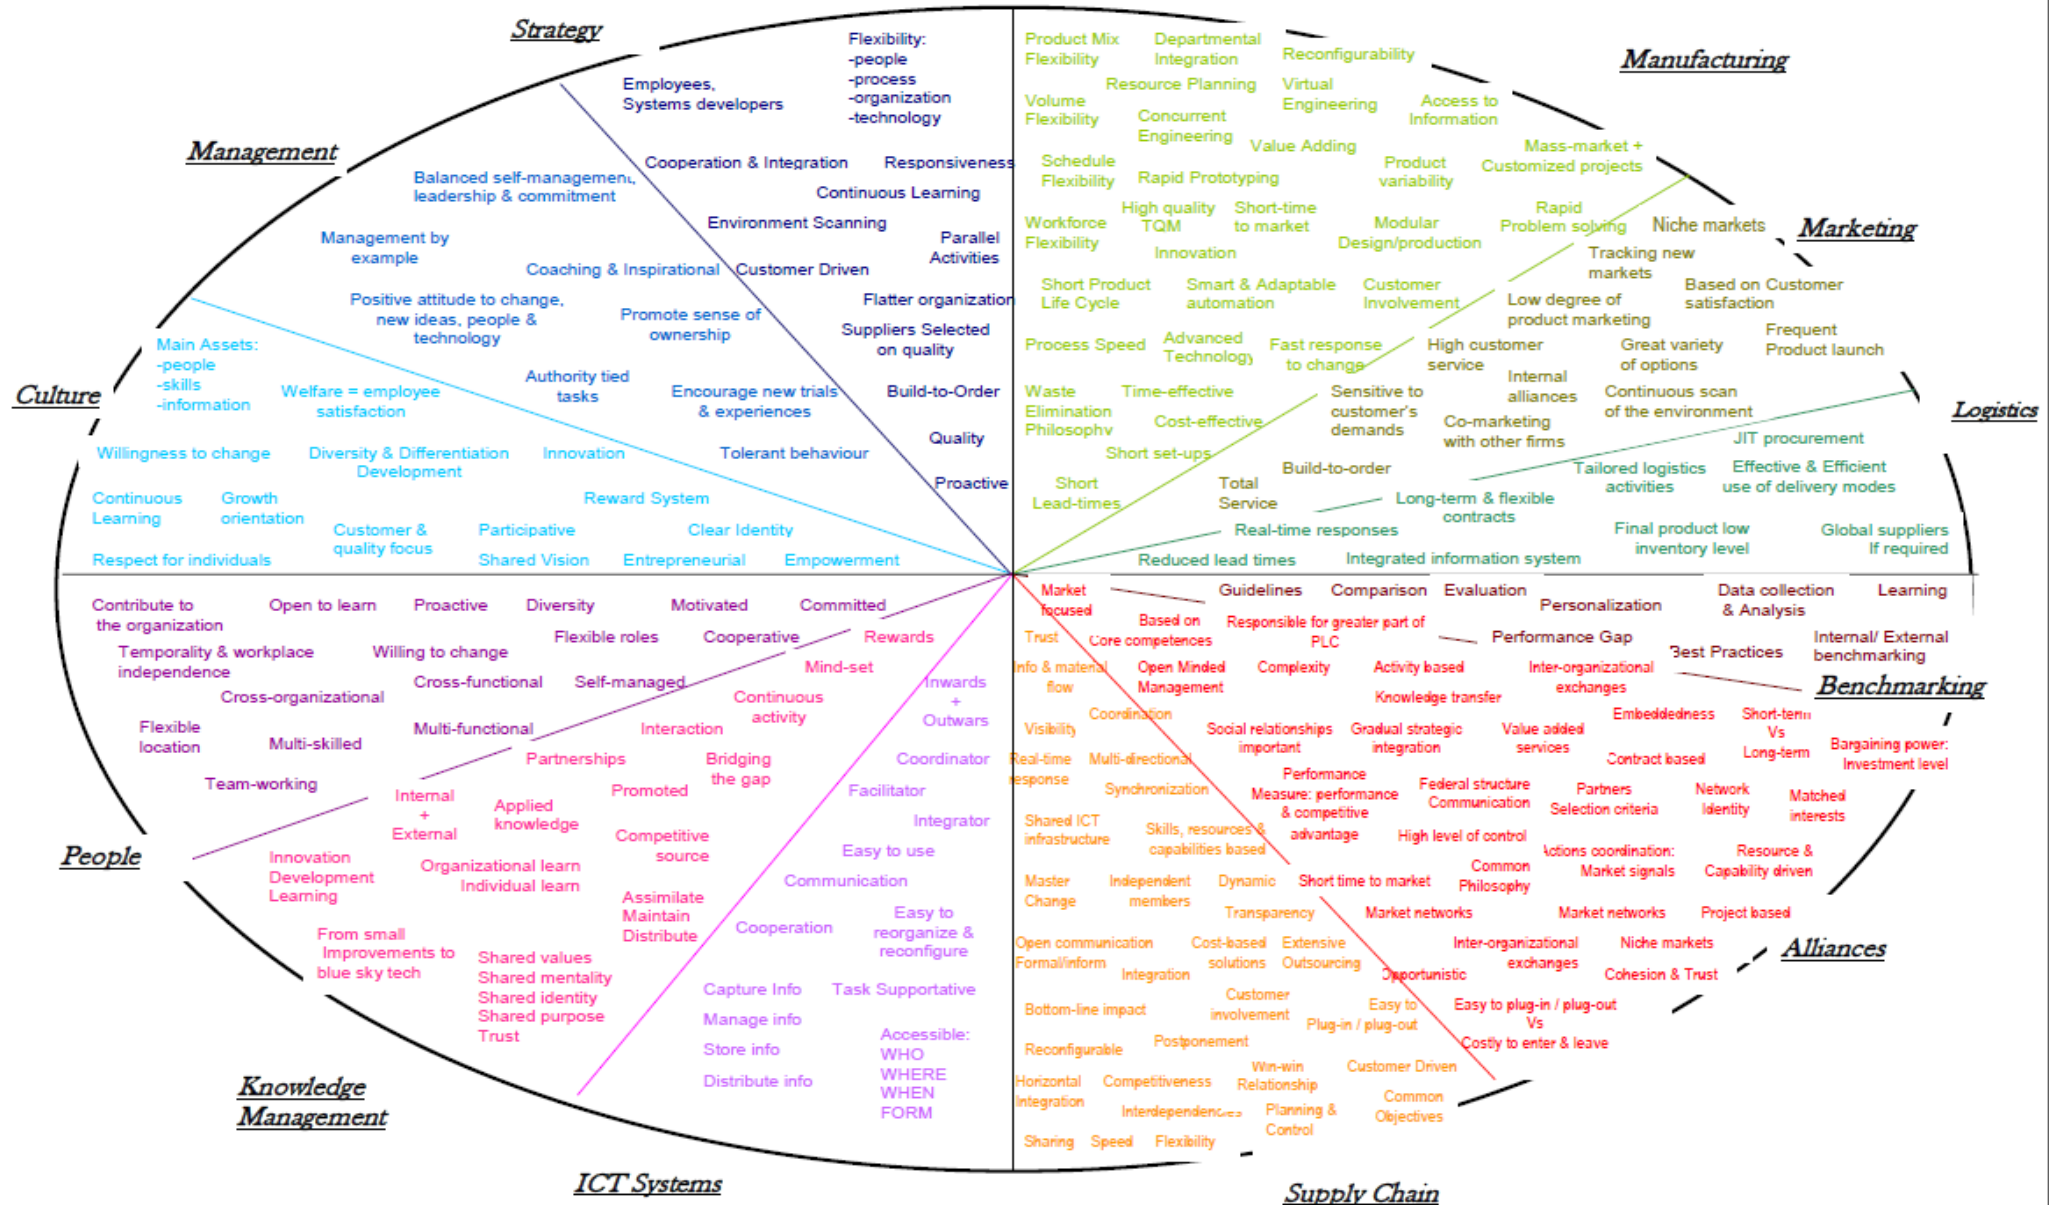 Strategy
Employees,
Systems developers
Flexibility:
-people
-process
-organization
-technology
Cooperation & Integration
Responsiveness
Continuous Learning
Environment Scanning
Parallel
Activities
Customer Driven
Flatter organization
Suppliers Selected
on quality
Build-to-Order
Quality
Proactive
Manufacturing
Product Mix
Flexibility
Departmental
Integration
Reconfigurability
Resource Planning
Virtual
Engineering
Volume
Flexibility
Access to
Information
Concurrent
Engineering
Value Adding
Mass-market +
Customized projects
Schedule
Flexibility
Product
variability
Rapid Prototyping
High quality
TQM
Short-time
to market
Rapid
Problem solving
Workforce
Flexibility
Modular
Design/production
Innovation
Short Product
Life Cycle
Smart & Adaptable
automation
Customer
Involvement
Process Speed
Advanced
Technology
Fast response
to change
Waste
Elimination
Philosophy
Time-effective
Cost-effective
Short set-ups
Short
Lead-times
Marketing
Niche markets
Tracking new
markets
Based on Customer
satisfaction
Low degree of
product marketing
Frequent
Product launch
High customer
service
Great variety
of options
Internal
alliances
Sensitive to
customer's
demands
Continuous scan
of the environment
Co-marketing
with other firms
Build-to-order
Total
Service
Logistics
JIT procurement
Tailored logistics
activities
Effective & Efficient
use of delivery modes
Long-term & flexible
contracts
Real-time responses
Final product low
inventory level
Global suppliers
If required
Reduced lead times
Integrated information system
Management
Balanced self-management,
leadership & commitment
Management by
example
Coaching & Inspirational
Positive attitude to change,
new ideas, people &
technology
Promote sense of
ownership
Authority tied
tasks
Encourage new trials
& experiences
Tolerant behaviour
Culture
Main Assets:
-people
-skills
-information
Welfare = employee
satisfaction
Willingness to change
Diversity & Differentiation
Development
Innovation
Continuous
Learning
Growth
orientation
Reward System
Customer &
quality focus
Participative
Clear Identity
Respect for individuals
Shared Vision
Entrepreneurial
Empowerment
People
Contribute to
the organization
Open to learn
Proactive
Diversity
Motivated
Committed
Flexible roles
Cooperative
Temporality & workplace
independence
Willing to change
Cross-organizational
Cross-functional
Self-managed
Flexible
location
Multi-skilled
Multi-functional
Team-working
Knowledge
Management
Rewards
Mind-set
Continuous
activity
Interaction
Partnerships
Bridging
the gap
Internal
+
External
Applied
knowledge
Promoted
Competitive
source
Innovation
Development
Learning
Organizational learn
Individual learn
Assimilate
Maintain
Distribute
From small
Improvements to
blue sky tech
Shared values
Shared mentality
Shared identity
Shared purpose
Trust
ICT Systems
Inwards
+
Outwars
Coordinator
Facilitator
Integrator
Easy to use
Communication
Cooperation
Easy to
reorganize &
reconfigure
Capture Info
Task Supportative
Manage info
Store info
Distribute info
Accessible:
WHO
WHERE
WHEN
FORM
Supply Chain
Trust
Info & material
flow
Coordination
Visibility
Real-time
response
Multi-directional
Synchronization
Shared ICT
infrastructure
Skills, resources &
capabilities based
Master
Change
Independent
members
Dynamic
Transparency
Open communication
Formal/inform
Cost-based
solutions
Extensive
Outsourcing
Integration
Bottom-line impact
Customer
involvement
Easy to
Plug-in / plug-out
Reconfigurable
Postponement
Win-win
Relationship
Customer Driven
Horizontal
Integration
Competitiveness
Interdependencies
Planning &
Control
Common
Objectives
Sharing
Speed
Flexibility
Benchmarking
Guidelines
Comparison
Evaluation
Personalization
Data collection
& Analysis
Learning
Performance Gap
Best Practices
Internal/ External
benchmarking
Alliances
Market
focused
Based on
Core competences
Responsible for greater part of
PLC
Open Minded
Management
Complexity
Activity based
Inter-organizational
exchanges
Knowledge transfer
Embeddedness
Short-term
Vs
Long-term
Social relationships
important
Gradual strategic
integration
Value added
services
Contract based
Bargaining power:
Investment level
Performance
Measure: performance
& competitive
advantage
Federal structure
Communication
Partners
Selection criteria
Network
Identity
Matched
interests
High level of control
Actions coordination:
Market signals
Resource &
Capability driven
Short time to market
Common
Philosophy
Market networks
Market networks
Project based
Inter-organizational
exchanges
Niche markets
Opportunistic
Cohesion & Trust
Easy to plug-in / plug-out
Vs
Costly to enter & leave